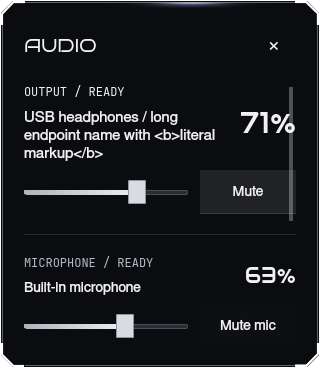 AUDIO ×
OUTPUT / READY
USB headphones / long
endpoint name with <b>literal
markup</b>
71%
Mute
MICROPHONE / READY
Built-in microphone
63%
Mute mic